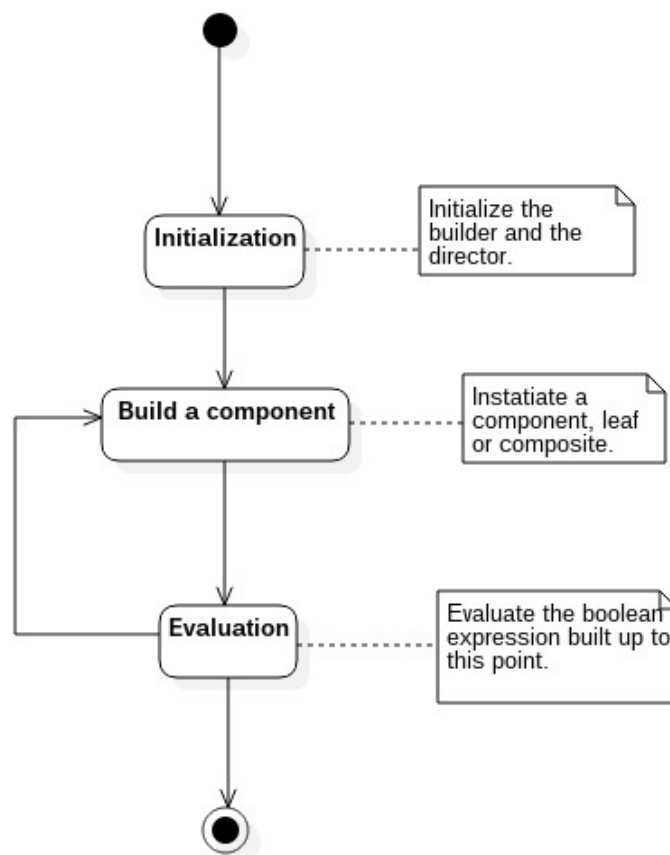 Initialization
Initialize the
builder and the
director.
Build a component
Instatiate a
component, leaf
or composite.
Evaluation
Evaluate the boolean
expression built up to
this point.